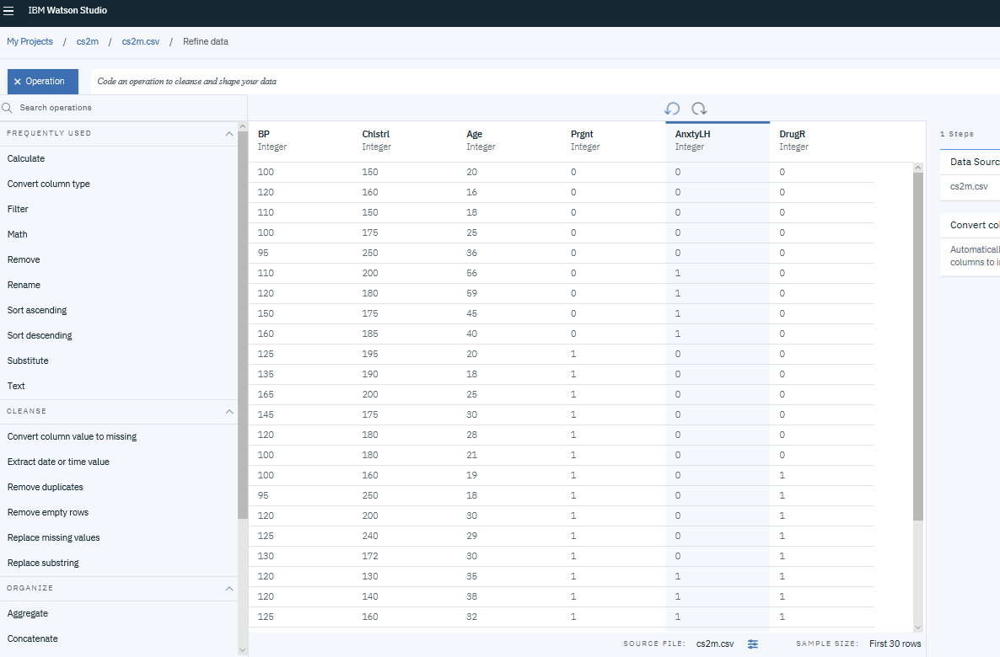 IBM Watson Studio
My Projects / cs2m / cs2m.csv / Refine data
× Operation Code an operation to cleanse and shape your data
Search operations
FREQUENTLY USED
Calculate
Convert column type
Filter
Math
Remove
Rename
Sort ascending
Sort descending
Substitute
Text
CLEANSE
Convert column value to missing
Extract date or time value
Remove duplicates
Remove empty rows
Replace missing values
Replace substring
ORGANIZE
Aggregate
Concatenate
BP Chlstrl Age Prgnt AnxtyLH DrugR
Integer Integer Integer Integer Integer Integer
100 150 20 0 0 0
120 160 16 0 0 0
110 150 18 0 0 0
100 175 25 0 0 0
95 250 36 0 0 0
110 200 56 0 1 0
120 180 59 0 1 0
150 175 45 0 1 0
160 185 40 0 1 0
125 195 20 1 0 0
135 190 18 1 0 0
165 200 25 1 0 0
145 175 30 1 0 0
120 180 28 1 0 0
100 180 21 1 0 0
100 160 19 1 0 1
95 250 18 1 0 1
120 200 30 1 0 1
125 240 29 1 0 1
130 172 30 1 0 1
120 130 35 1 1 1
120 140 38 1 1 1
125 160 32 1 1 1
SOURCE FILE: cs2m.csv SAMPLE SIZE: First 30 rows
1 Steps
Data Sourc
cs2m.csv
Convert co
Automatical
columns to i